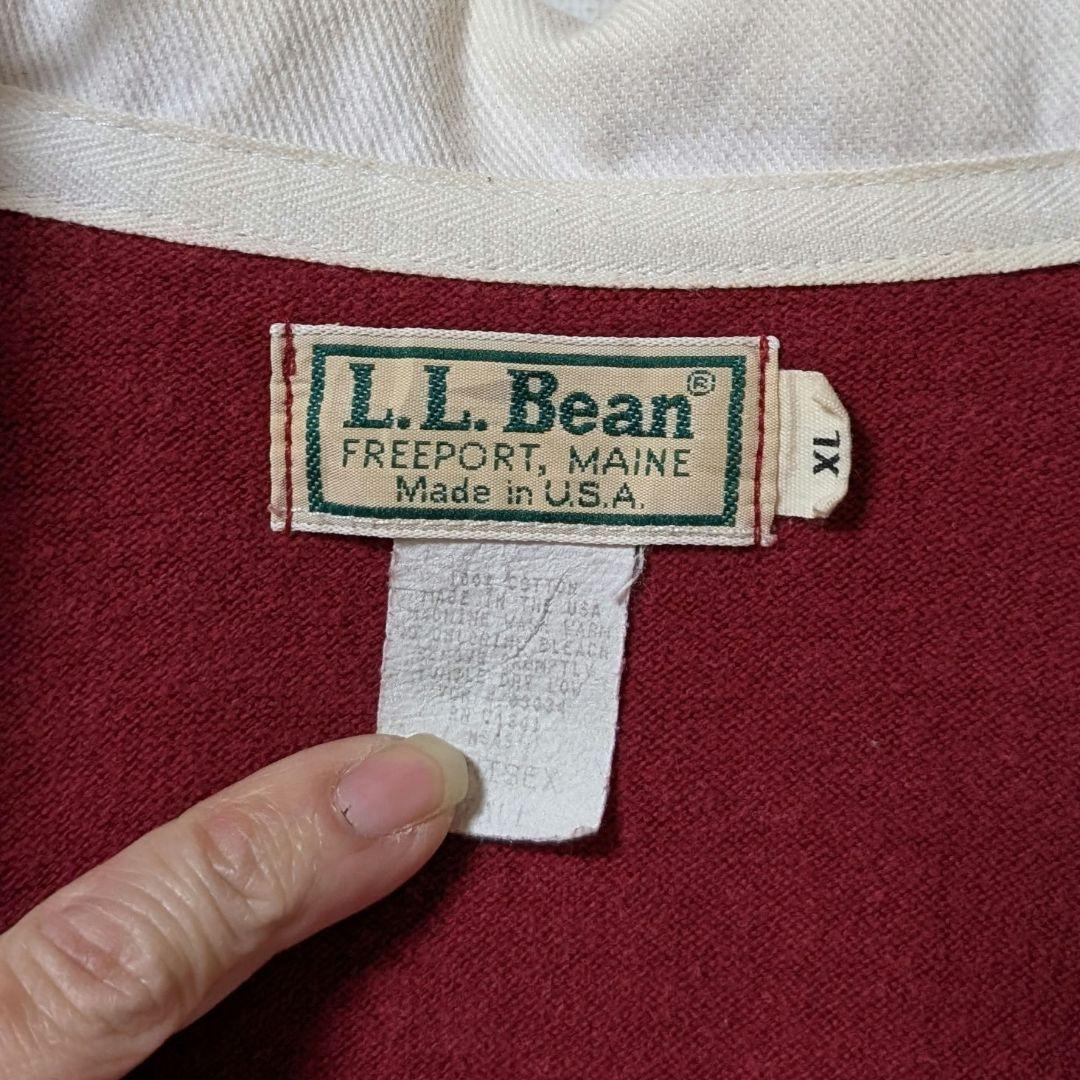 L.L.Bean®
FREEPORT, MAINE
Made in U.S.A.
XL
100% COTTON
MADE IN THE USA
MACHINE WASH WARM
NO CHLORINE BLEACH
PROMPTLY
TUMBLE DRY LOW